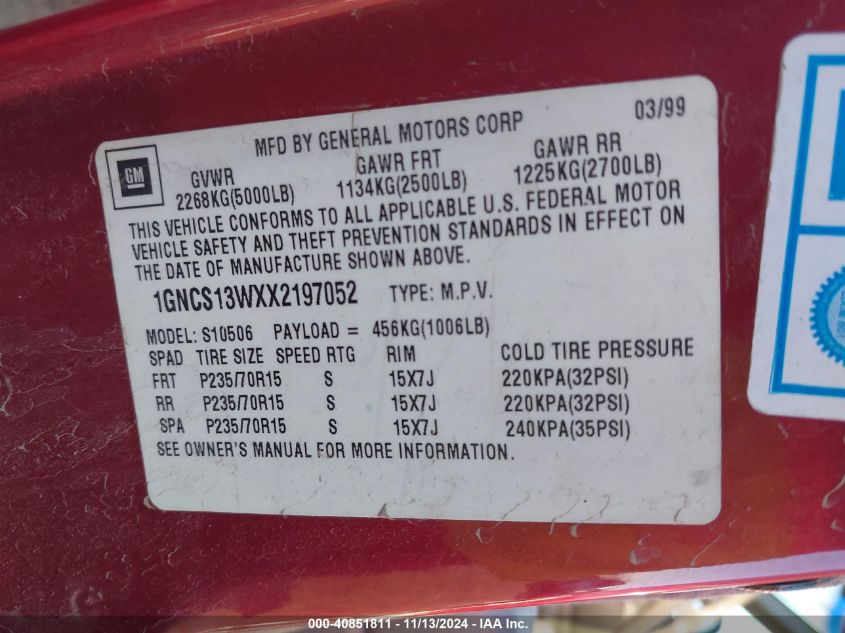 MFD BY GENERAL MOTORS CORP 03/99
GM
GVWR GAWR FRT GAWR RR
2268KG(5000LB) 1134KG(2500LB) 1225KG(2700LB)
THIS VEHICLE CONFORMS TO ALL APPLICABLE U.S. FEDERAL MOTOR
VEHICLE SAFETY AND THEFT PREVENTION STANDARDS IN EFFECT ON
THE DATE OF MANUFACTURE SHOWN ABOVE.
1GNCS13WXX2197052 TYPE: M.P.V.
MODEL: S10506 PAYLOAD = 456KG(1006LB)
SPAD TIRE SIZE SPEED RTG RIM COLD TIRE PRESSURE
FRT P235/70R15 S 15X7J 220KPA(32PSI)
RR P235/70R15 S 15X7J 220KPA(32PSI)
SPA P235/70R15 S 15X7J 240KPA(35PSI)
SEE OWNER'S MANUAL FOR MORE INFORMATION.
000-40851811 - 11/13/2024 - IAA Inc.